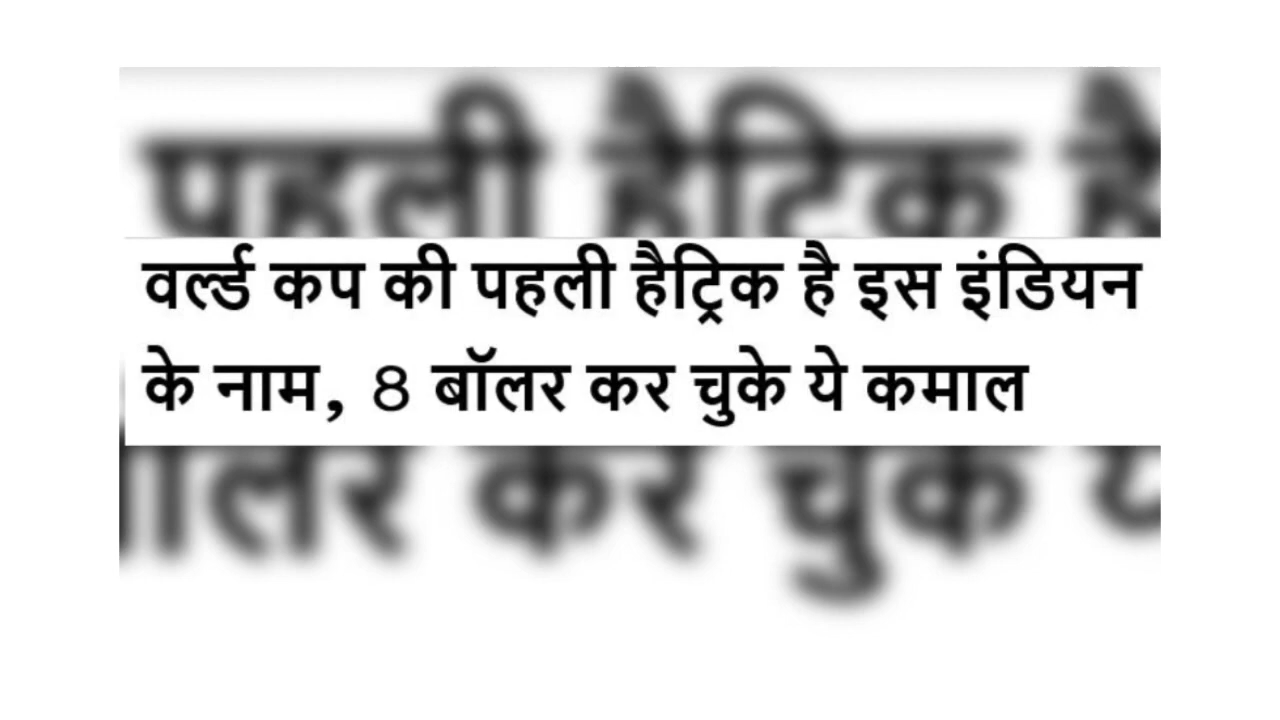 वर्ल्ड कप की पहली हैट्रिक है इस इंडियन
के नाम, 8 बॉलर कर चुके ये कमाल